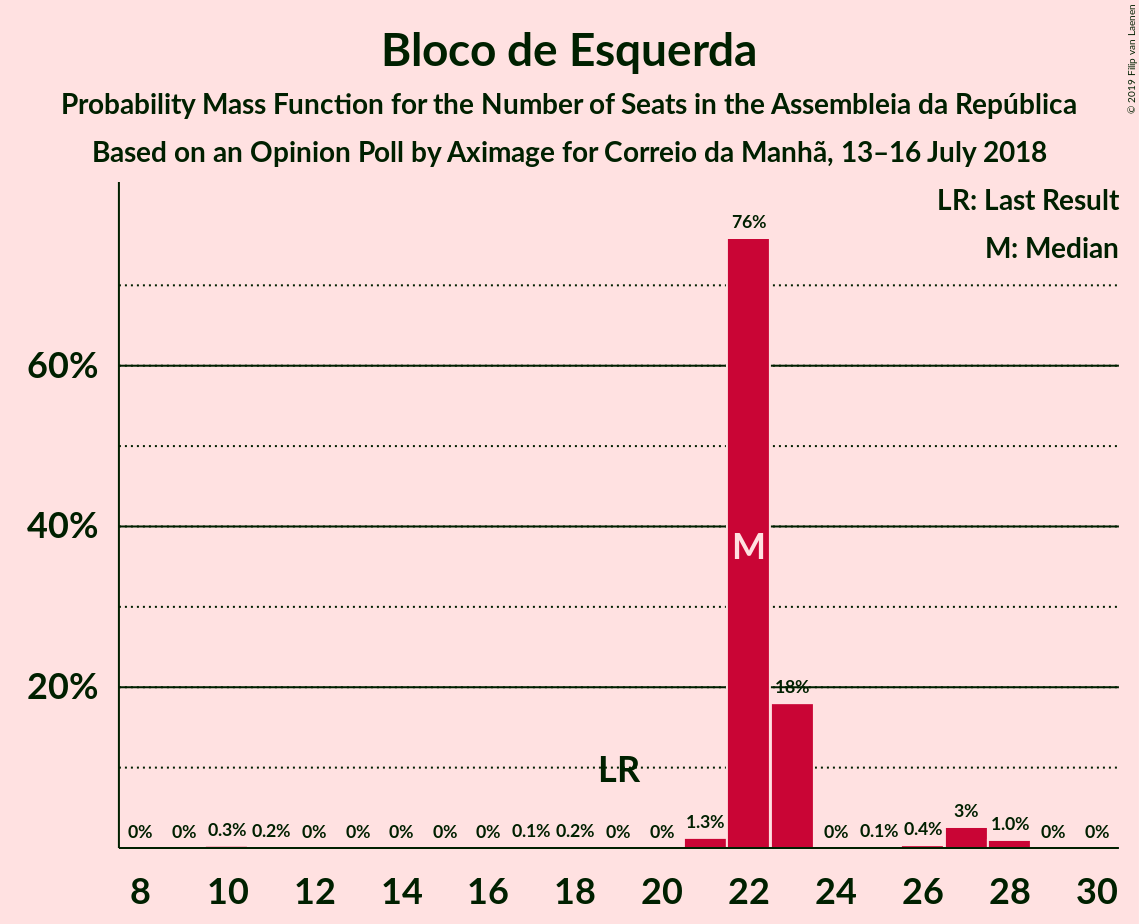 Bloco de Esquerda
Probability Mass Function for the Number of Seats in the Assembleia da República
Based on an Opinion Poll by Aximage for Correio da Manhã, 13–16 July 2018
© 2019 Filip van Laenen
LR: Last Result
M: Median
76%
60%
40%
M
20%
18%
LR
0% 0% 0.3% 0.2% 0% 0% 0% 0% 0% 0.1% 0.2% 0% 0% 1.3% 0% 0.1% 0.4% 3% 1.0% 0% 0%
8 10 12 14 16 18 20 22 24 26 28 30